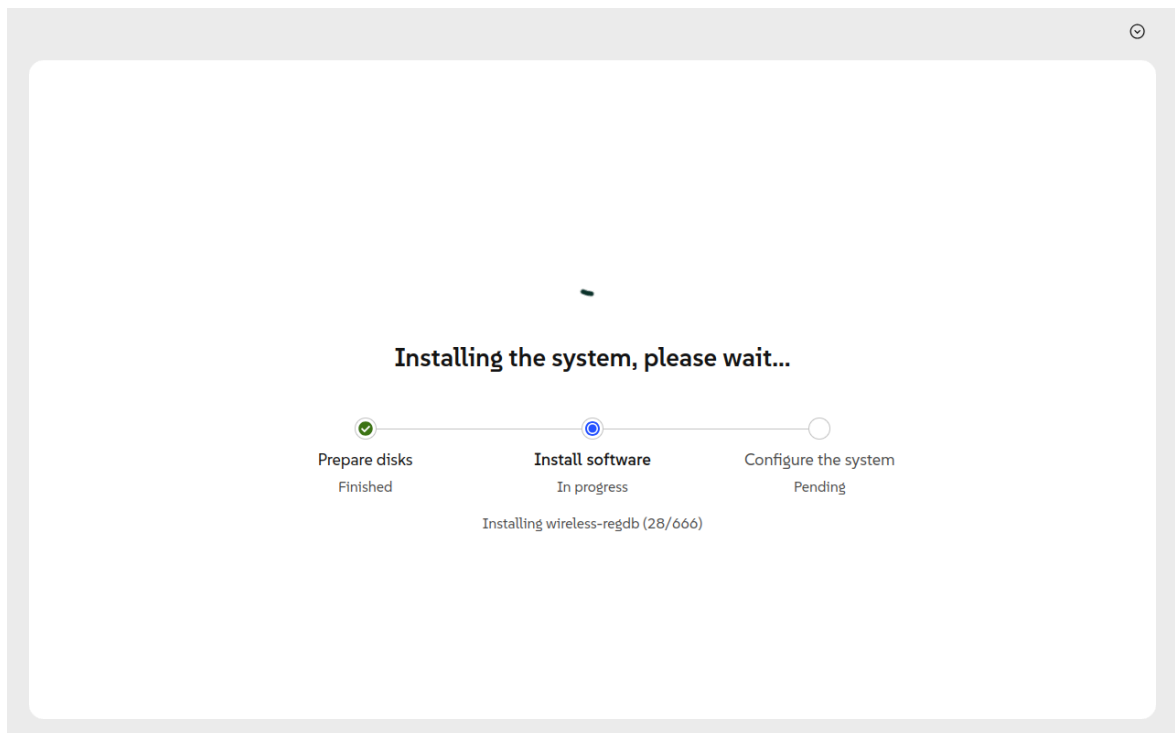 Installing the system, please wait...
Prepare disks
Finished
Install software
In progress
Configure the system
Pending
Installing wireless-regdb (28/666)